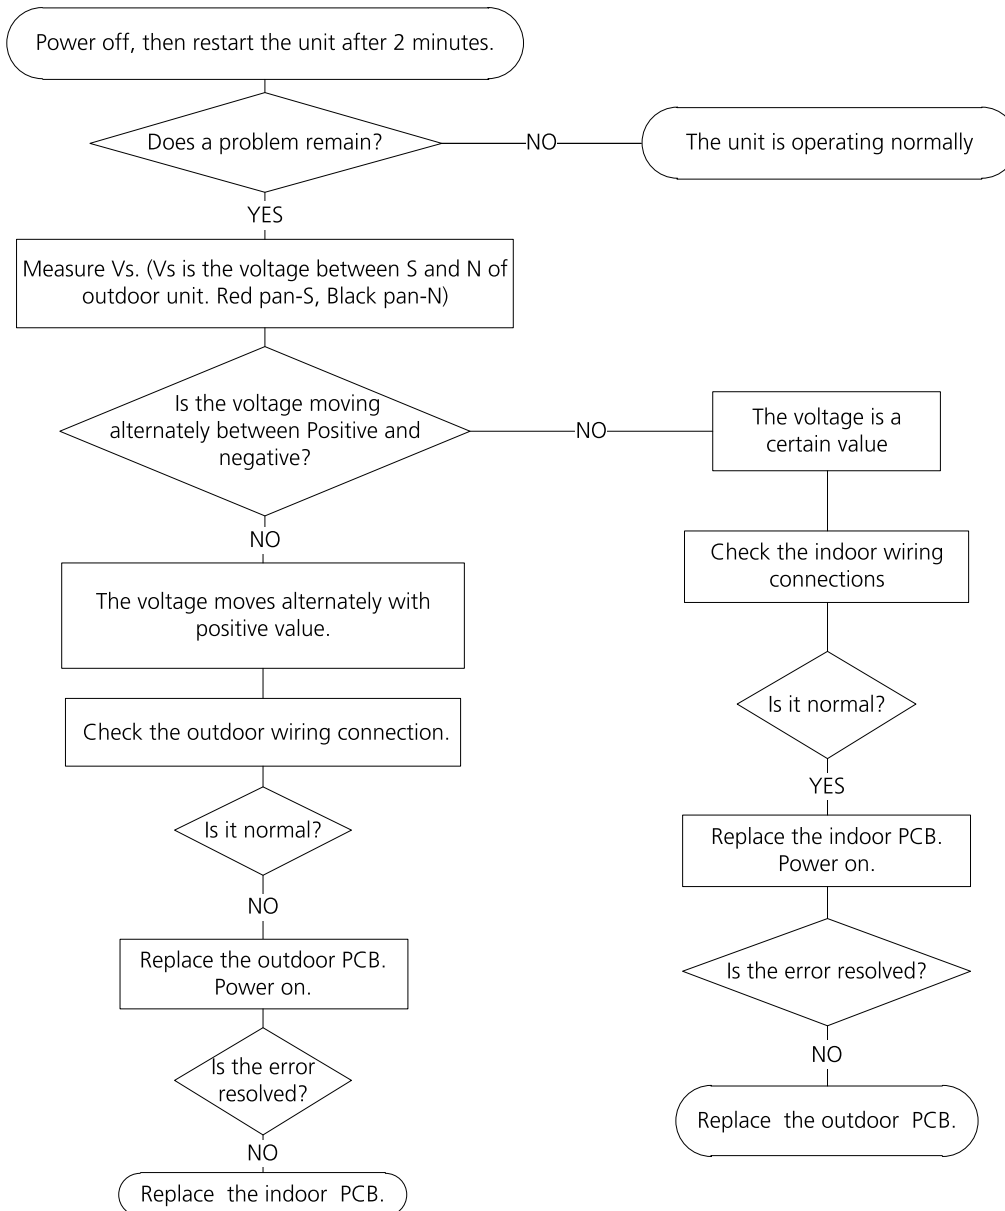 Power off, then restart the unit after 2 minutes.
Does a problem remain?
NO
The unit is operating normally
YES
Measure Vs. (Vs is the voltage between S and N of
outdoor unit. Red pan-S, Black pan-N)
Is the voltage moving
alternately between Positive and
negative?
NO
The voltage is a
certain value
NO
The voltage moves alternately with
positive value.
Check the outdoor wiring connection.
Is it normal?
NO
Replace the outdoor PCB.
Power on.
Is the error
resolved?
NO
Replace the indoor PCB.
Check the indoor wiring
connections
Is it normal?
YES
Replace the indoor PCB.
Power on.
Is the error resolved?
NO
Replace the outdoor PCB.